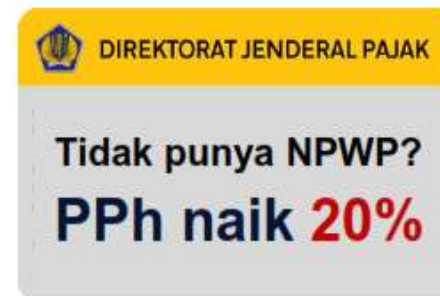 DIREKTORAT JENDERAL PAJAK
Tidak punya NPWP?
PPh naik 20%